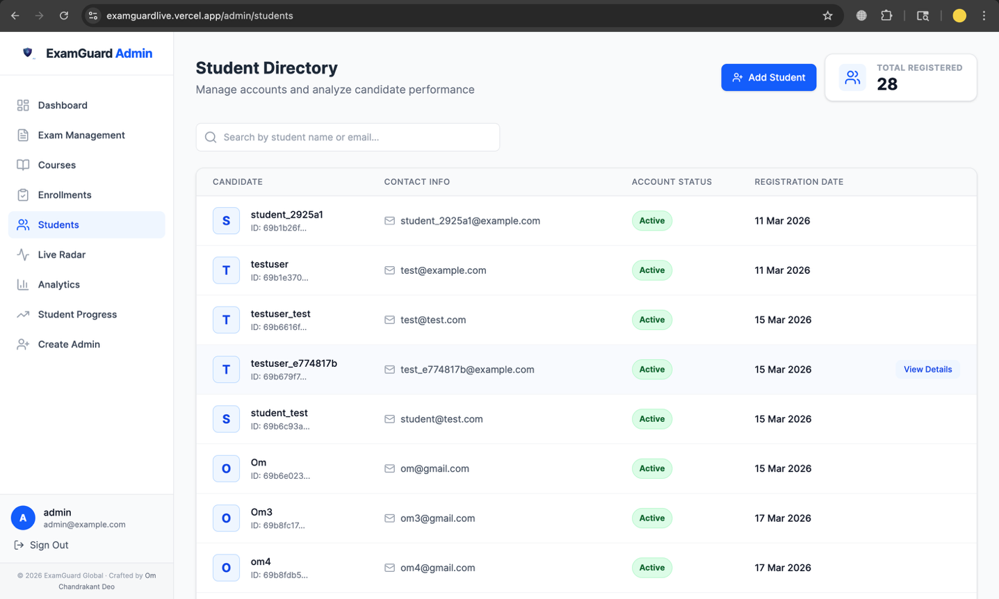 examguardlive.vercel.app/admin/students
ExamGuard Admin
Dashboard
Exam Management
Courses
Enrollments
Students
Live Radar
Analytics
Student Progress
Create Admin
A
admin
admin@example.com
Sign Out
© 2026 ExamGuard Global · Crafted by Om
Chandrakant Deo
Student Directory
Manage accounts and analyze candidate performance
Add Student
TOTAL REGISTERED
28
Search by student name or email...
CANDIDATE CONTACT INFO ACCOUNT STATUS REGISTRATION DATE
S student_2925a1 student_2925a1@example.com Active 11 Mar 2026
ID: 69b1b26f...
T testuser test@example.com Active 11 Mar 2026
ID: 69b1e370...
T testuser_test test@test.com Active 15 Mar 2026
ID: 69b6616f...
T testuser_e774817b test_e774817b@example.com Active 15 Mar 2026 View Details
ID: 69b679f7...
S student_test student@test.com Active 15 Mar 2026
ID: 69b6c93a...
O Om om@gmail.com Active 15 Mar 2026
ID: 69b6e023...
O Om3 om3@gmail.com Active 17 Mar 2026
ID: 69b8fc17...
O om4 om4@gmail.com Active 17 Mar 2026
ID: 69b8fdb5...